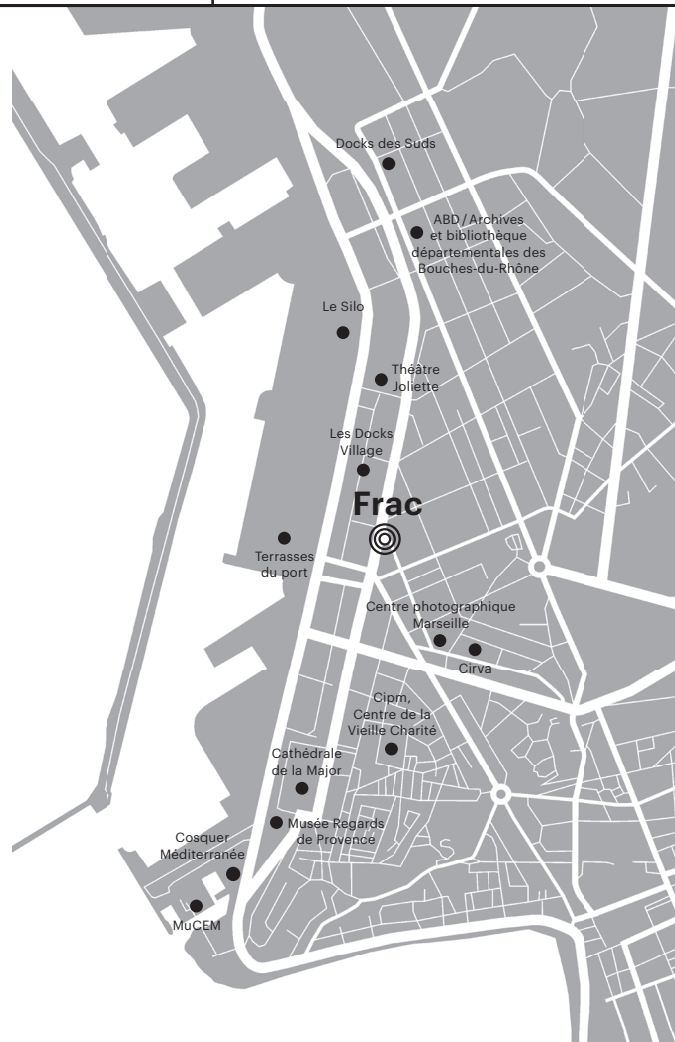 Docks des Suds
ABD / Archives
et bibliothèque
départementales des
Bouches-du-Rhône
Le Silo
Théâtre
Joliette
Les Docks
Village
Frac
Terrasses
du port
Centre photographique
Marseille
Cirva
Cipm,
Centre de la
Vieille Charité
Cathédrale
de la Major
Musée Regards
de Provence
Cosquer
Méditerranée
MuCEM